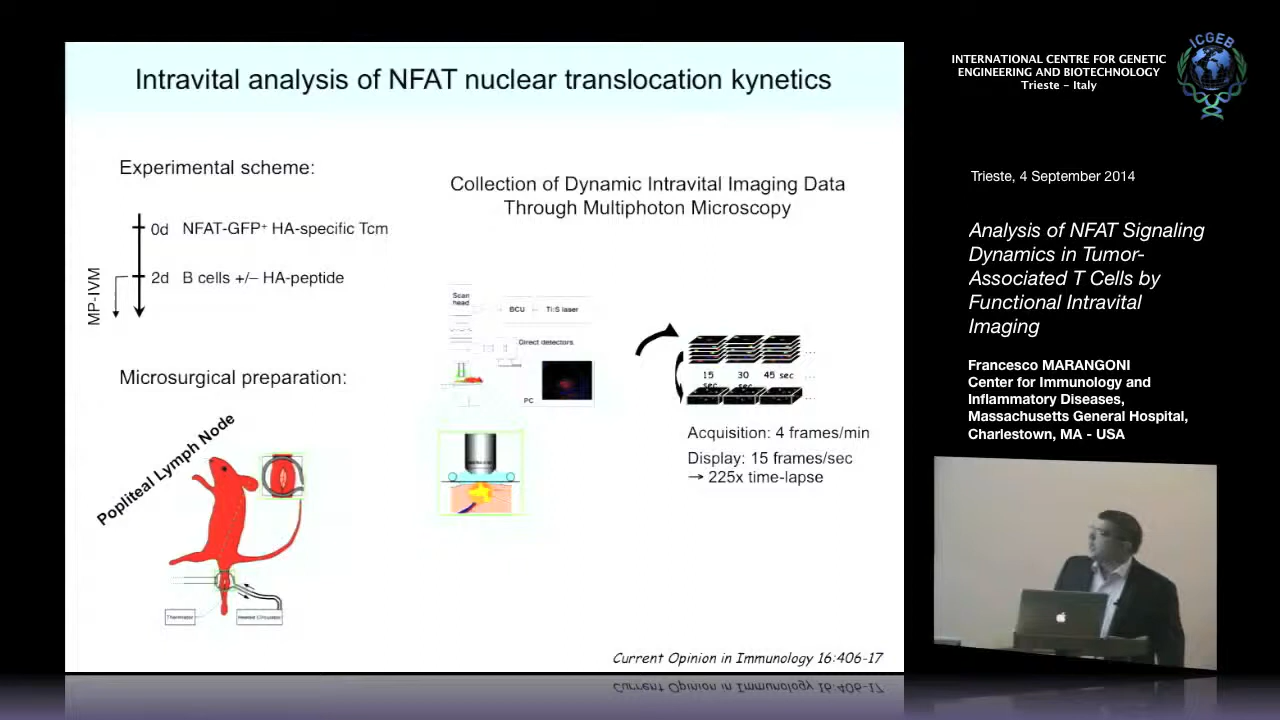 Intravital analysis of NFAT nuclear translocation kynetics
Experimental scheme:
0d NFAT-GFP+ HA-specific Tcm
2d B cells +/– HA-peptide
MP-IVM
Microsurgical preparation:
Popliteal Lymph Node
Thermistor
Heated Circulator
Collection of Dynamic Intravital Imaging Data
Through Multiphoton Microscopy
Scan
head
BCU
Ti:S laser
Direct detectors
PC
15
sec
30
sec
45 sec
...
...
...
Acquisition: 4 frames/min
Display: 15 frames/sec
→ 225x time-lapse
Current Opinion in Immunology 16:406-17
INTERNATIONAL CENTRE FOR GENETIC
ENGINEERING AND BIOTECHNOLOGY
Trieste – Italy
ICGEB
Trieste, 4 September 2014
Analysis of NFAT Signaling
Dynamics in Tumor-
Associated T Cells by
Functional Intravital
Imaging
Francesco MARANGONI
Center for Immunology and
Inflammatory Diseases,
Massachusetts General Hospital,
Charlestown, MA - USA